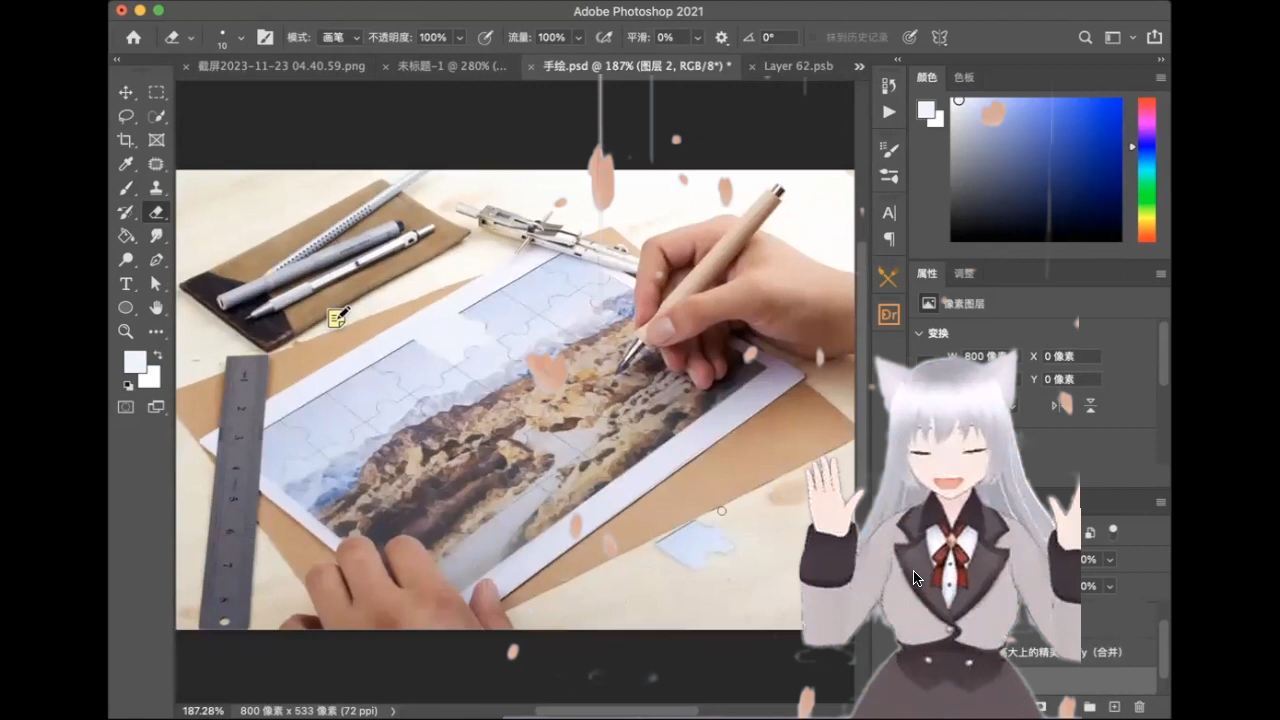 Adobe Photoshop 2021
10
模式: 画笔 不透明度: 100% 流量: 100% 平滑: 0% 0° 抹到历史记录
截屏2023-11-23 04.40.59.png
未标题-1 @ 280% (...
手绘.psd @ 187% (图层 2, RGB/8*) *
Layer 62.psb
颜色 色板
属性 调整
像素图层
变换
W: 800 像素 X 0 像素
Y 0 像素
0%
0%
(合并)
187.28% 800 像素 x 533 像素 (72 ppi)